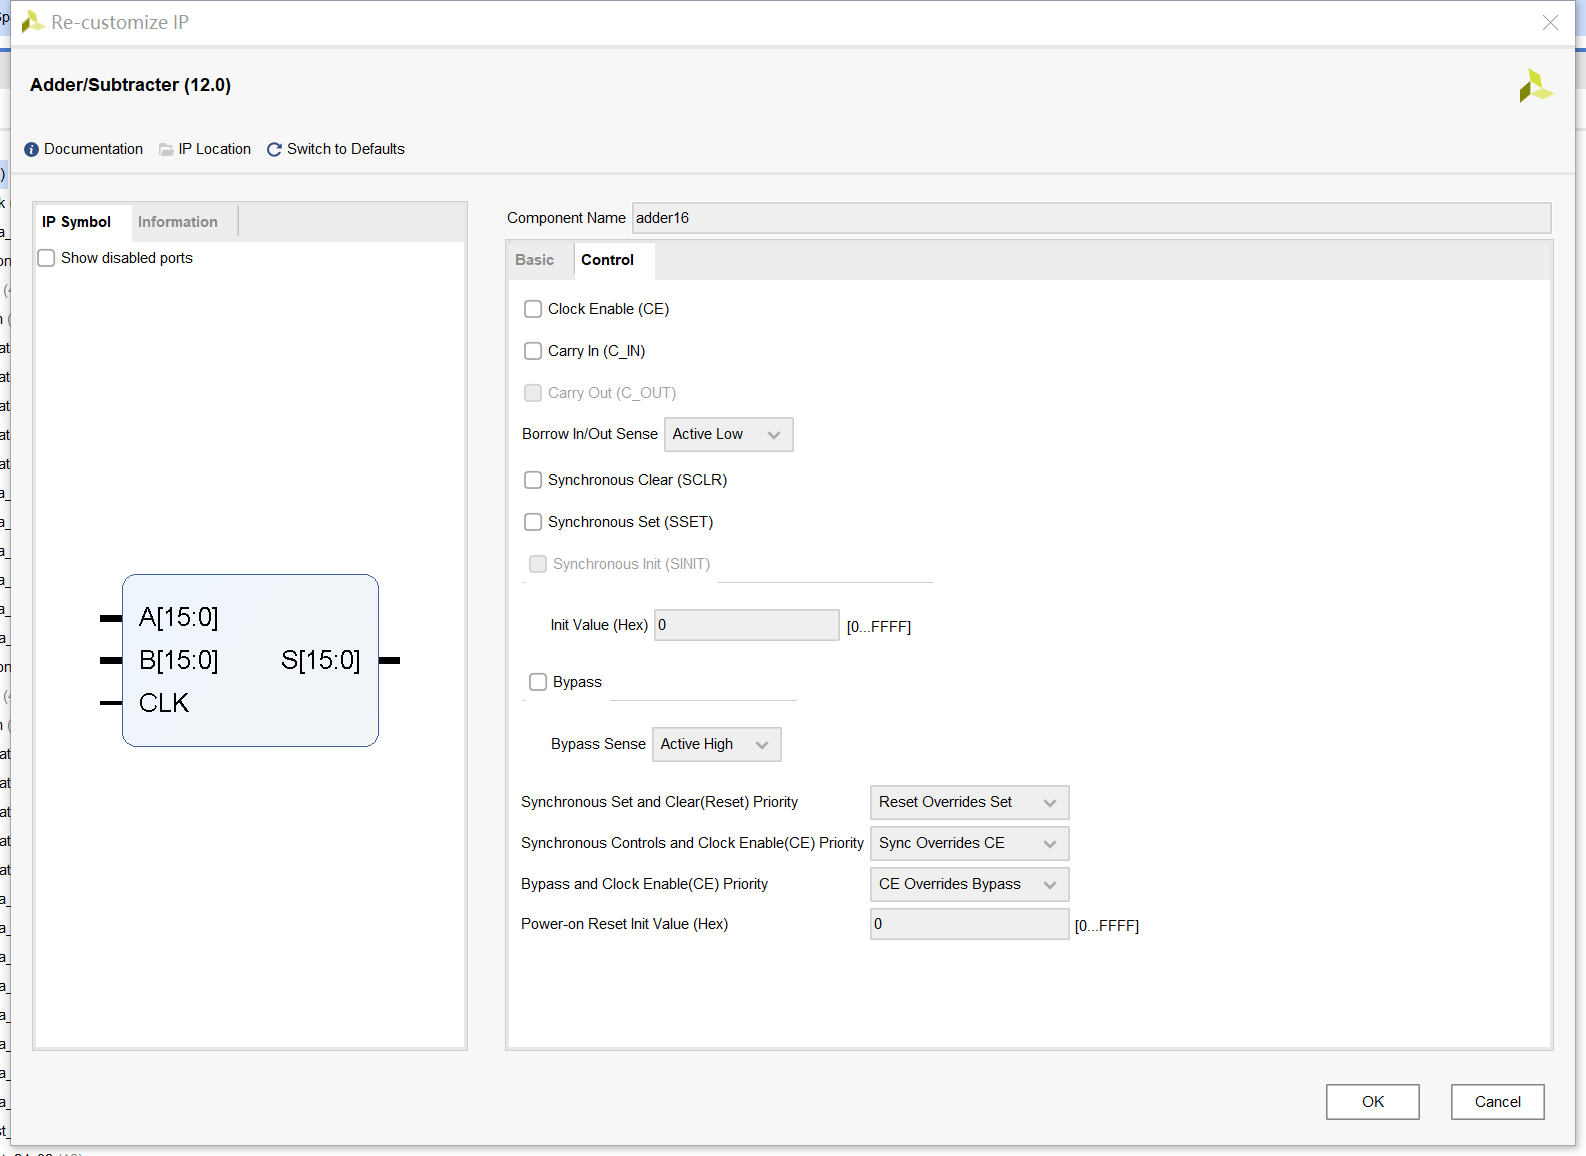 Re-customize IP
Adder/Subtracter (12.0)
Documentation IP Location Switch to Defaults
IP Symbol Information
Show disabled ports
A[15:0]
B[15:0] S[15:0]
CLK
Component Name adder16
Basic Control
Clock Enable (CE)
Carry In (C_IN)
Carry Out (C_OUT)
Borrow In/Out Sense Active Low
Synchronous Clear (SCLR)
Synchronous Set (SSET)
Synchronous Init (SINIT)
Init Value (Hex) 0 [0...FFFF]
Bypass
Bypass Sense Active High
Synchronous Set and Clear(Reset) Priority Reset Overrides Set
Synchronous Controls and Clock Enable(CE) Priority Sync Overrides CE
Bypass and Clock Enable(CE) Priority CE Overrides Bypass
Power-on Reset Init Value (Hex) 0 [0...FFFF]
OK Cancel